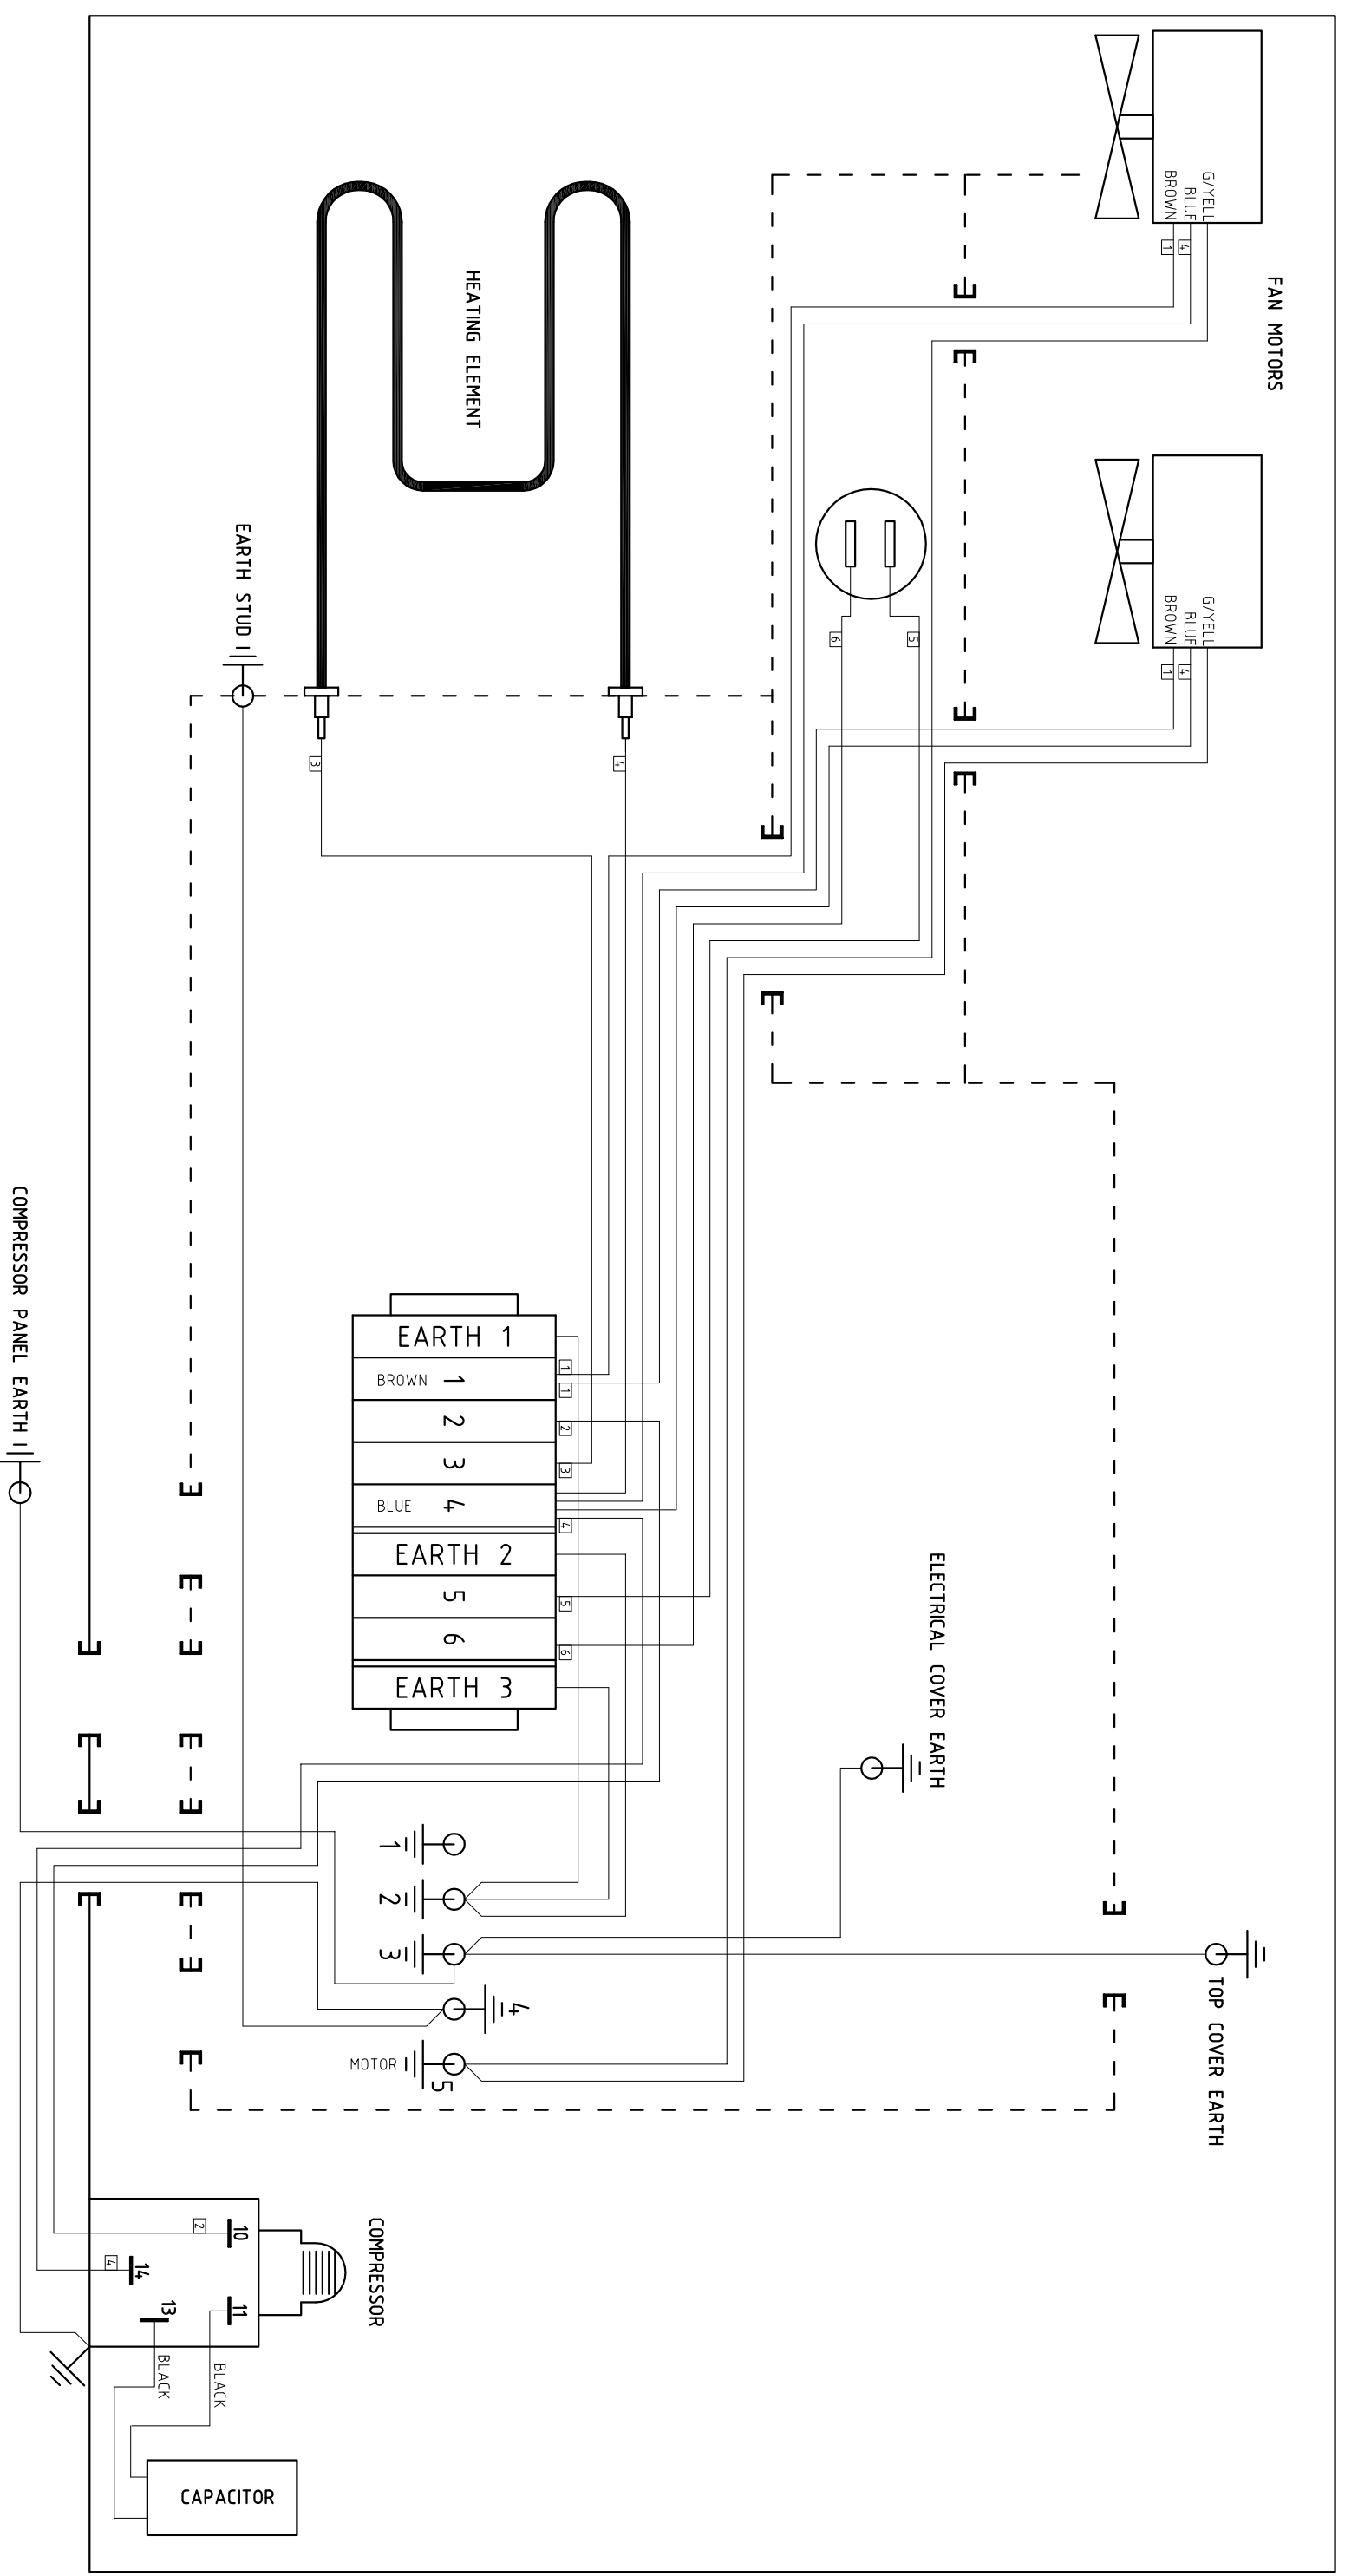 FAN MOTORS
G/YELL
BLUE
BROWN
4
1
G/YELL
BLUE
BROWN
4
1
HEATING ELEMENT
5
6
EARTH STUD
3
4
COMPRESSOR PANEL EARTH
EARTH 1
BROWN 1
2
3
BLUE 4
EARTH 2
5
6
EARTH 3
1
1
2
3
4
5
6
ELECTRICAL COVER EARTH
TOP COVER EARTH
1
2
3
4
MOTOR 5
COMPRESSOR
10
2
14
4
11
13
BLACK
BLACK
CAPACITOR